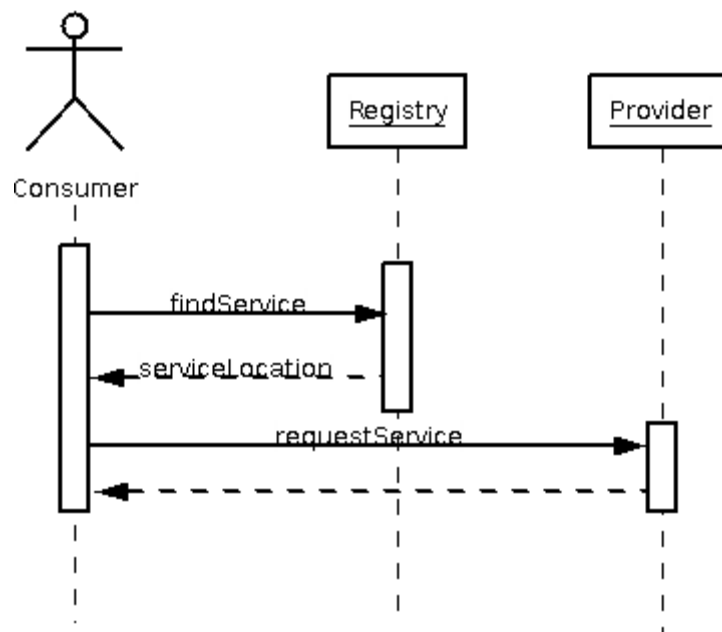 Registry
Provider
Consumer
findService
serviceLocation
requestService